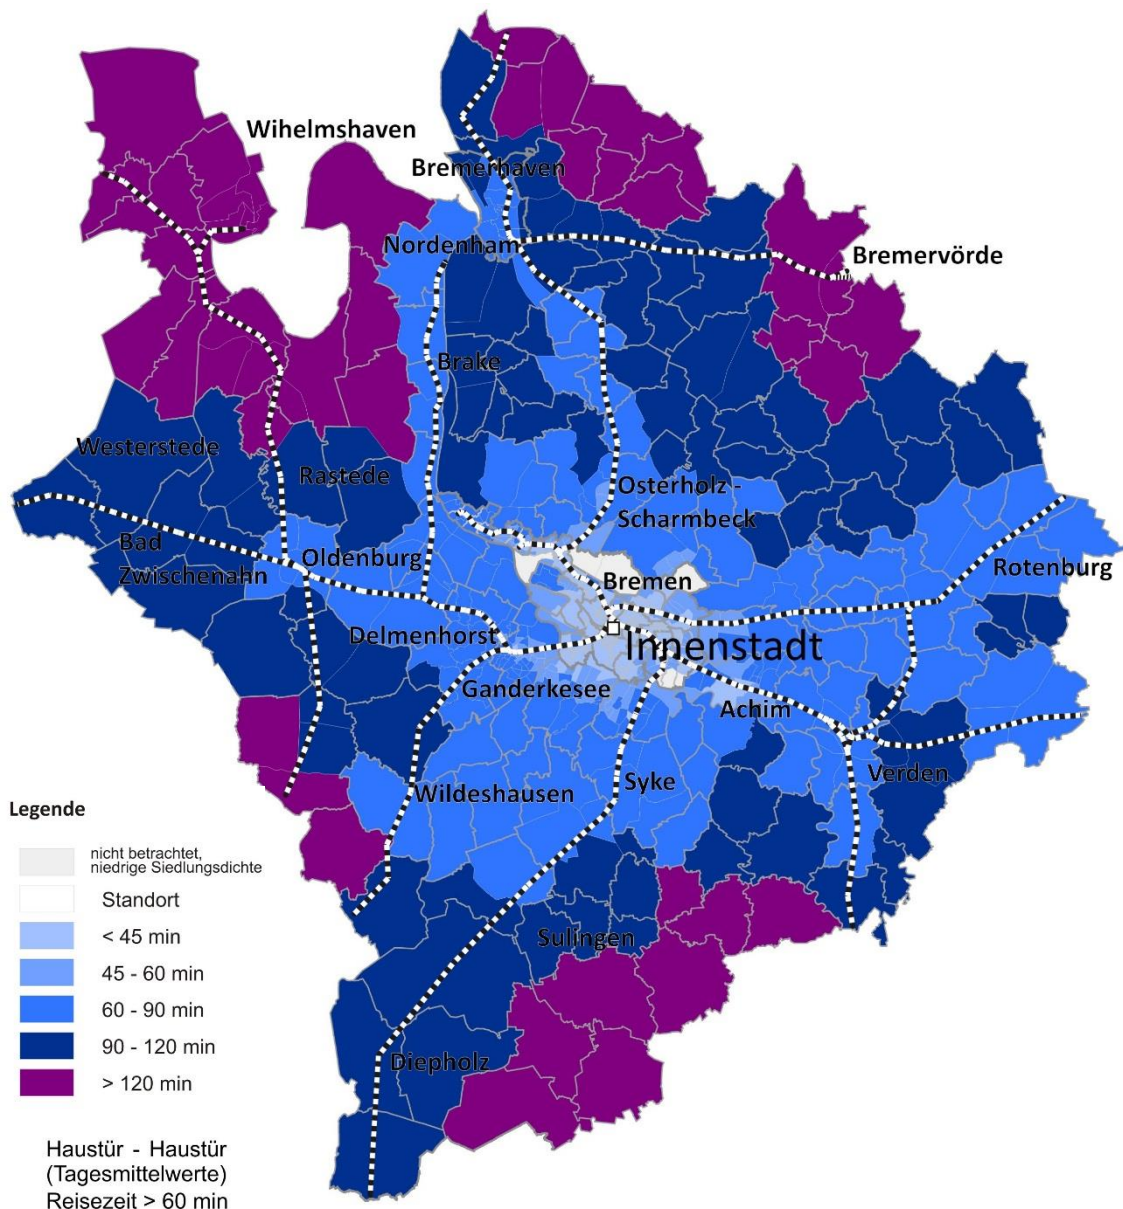 Wihelmshaven
Bremerhaven
Nordenham
Bremervörde
Brake
Westerstede
Rastede
Osterholz -
Scharmbeck
Bad
Zwischenahn
Oldenburg
Bremen
Rotenburg
Delmenhorst
Innenstadt
Ganderkesee
Achim
Wildeshausen
Syke
Verden
Sulingen
Diepholz
Legende
nicht betrachtet,
niedrige Siedlungsdichte
Standort
< 45 min
45 - 60 min
60 - 90 min
90 - 120 min
> 120 min
Haustür - Haustür
(Tagesmittelwerte)
Reisezeit > 60 min